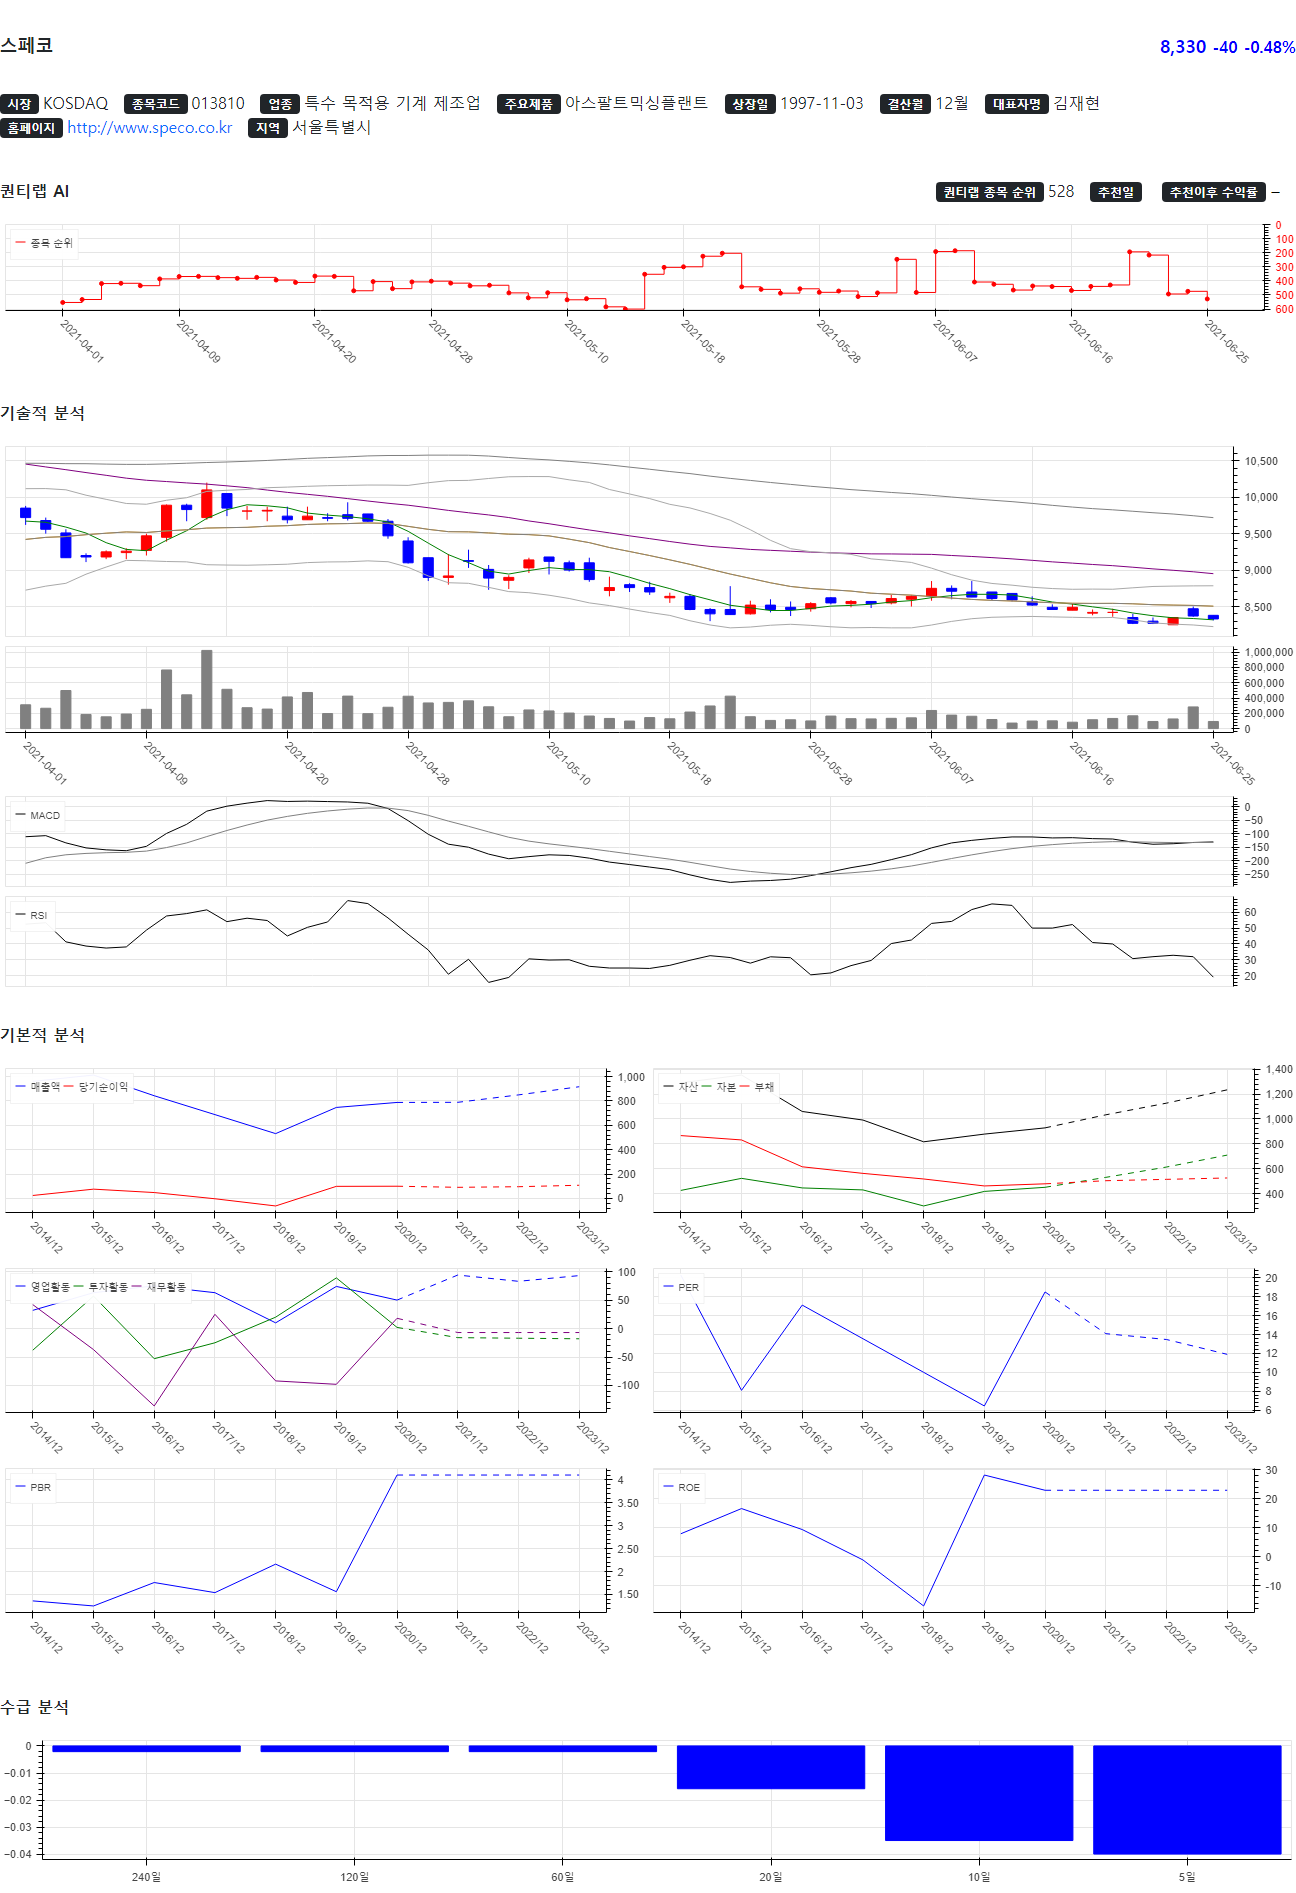 스페코
8,330 -40 -0.48%
시장 KOSDAQ 종목코드 013810 업종 특수 목적용 기계 제조업 주요제품 아스팔트믹싱플랜트 상장일 1997-11-03 결산월 12월 대표자명 김재현
홈페이지 http://www.speco.co.kr 지역 서울특별시
퀀티랩 AI
퀀티랩 종목 순위 528 추천일 추천이후 수익률 –
종목 순위
0
100
200
300
400
500
600
2021-04-01 2021-04-09 2021-04-20 2021-04-28 2021-05-10 2021-05-18 2021-05-28 2021-06-07 2021-06-16 2021-06-25
기술적 분석
10,500
10,000
9,500
9,000
8,500
1,000,000
800,000
600,000
400,000
200,000
0
2021-04-01 2021-04-09 2021-04-20 2021-04-28 2021-05-10 2021-05-18 2021-05-28 2021-06-07 2021-06-16 2021-06-25
MACD
0
-50
-100
-150
-200
-250
RSI
60
50
40
30
20
기본적 분석
매출액 당기순이익
1,000
800
600
400
200
0
2014/12 2015/12 2016/12 2017/12 2018/12 2019/12 2020/12 2021/12 2022/12 2023/12
자산 자본 부채
1,400
1,200
1,000
800
600
400
2014/12 2015/12 2016/12 2017/12 2018/12 2019/12 2020/12 2021/12 2022/12 2023/12
영업활동 투자활동 재무활동
100
50
0
-50
-100
2014/12 2015/12 2016/12 2017/12 2018/12 2019/12 2020/12 2021/12 2022/12 2023/12
PER
20
18
16
14
12
10
8
6
2014/12 2015/12 2016/12 2017/12 2018/12 2019/12 2020/12 2021/12 2022/12 2023/12
PBR
4
3.50
3
2.50
2
1.50
2014/12 2015/12 2016/12 2017/12 2018/12 2019/12 2020/12 2021/12 2022/12 2023/12
ROE
30
20
10
0
-10
2014/12 2015/12 2016/12 2017/12 2018/12 2019/12 2020/12 2021/12 2022/12 2023/12
수급 분석
0
-0.01
-0.02
-0.03
-0.04
240일 120일 60일 20일 10일 5일